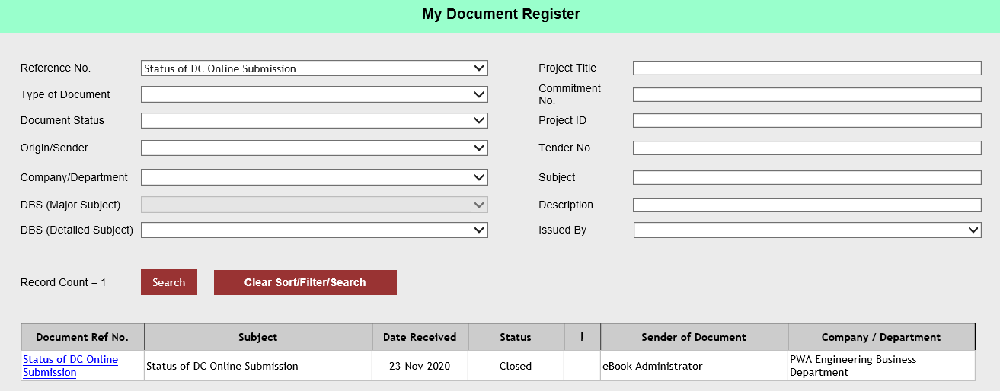 My Document Register
Reference No. Status of DC Online Submission Project Title
Type of Document Commitment
No.
Document Status Project ID
Origin/Sender Tender No.
Company/Department Subject
DBS (Major Subject) Description
DBS (Detailed Subject) Issued By
Record Count = 1 Search Clear Sort/Filter/Search
Document Ref No. Subject Date Received Status ! Sender of Document Company / Department
Status of DC Online
Submission
Status of DC Online Submission 23-Nov-2020 Closed eBook Administrator
PWA Engineering Business
Department